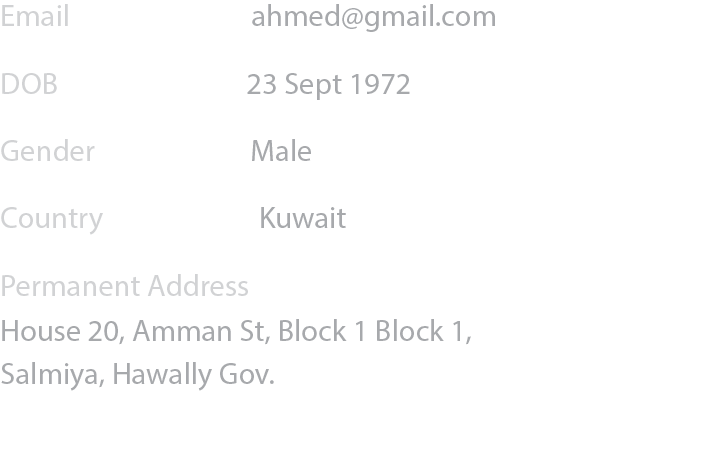 Email ahmed@gmail.com
DOB 23 Sept 1972
Gender Male
Country Kuwait
Permanent Address
House 20, Amman St, Block 1 Block 1,
Salmiya, Hawally Gov.